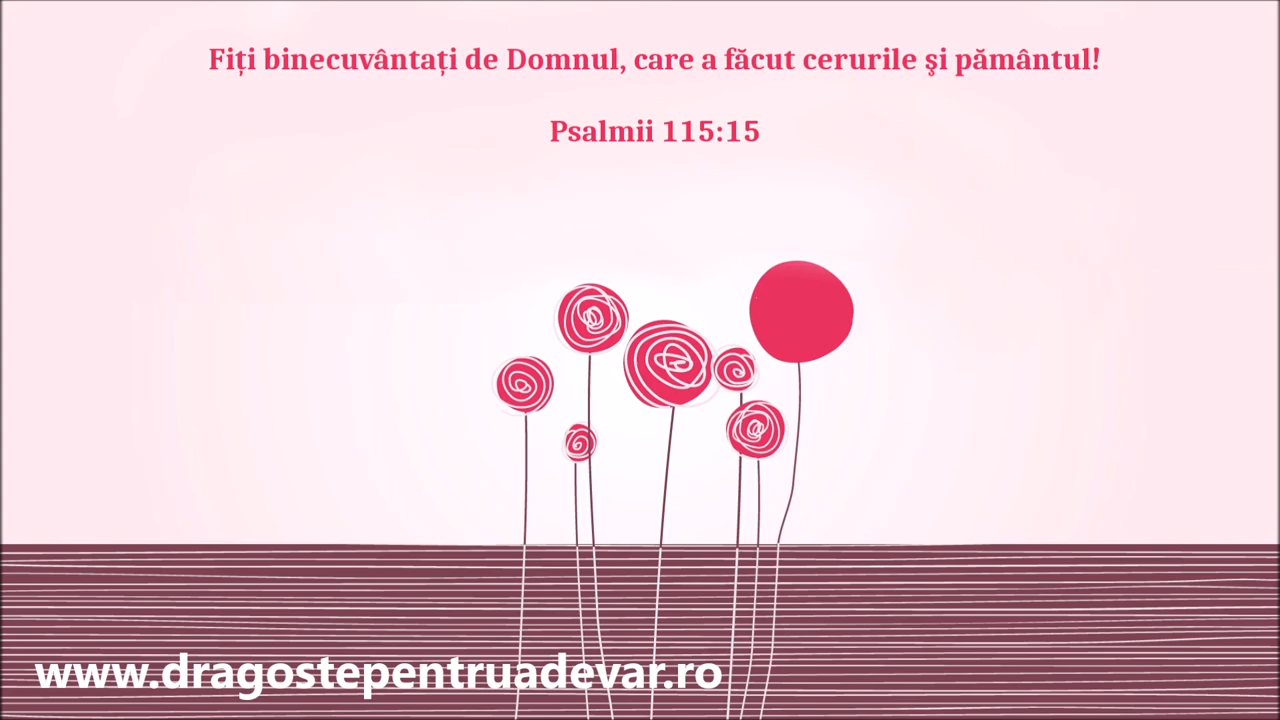 Fiți binecuvântați de Domnul, care a făcut cerurile şi pământul!
Psalmii 115:15
www.dragostepentruadevar.ro